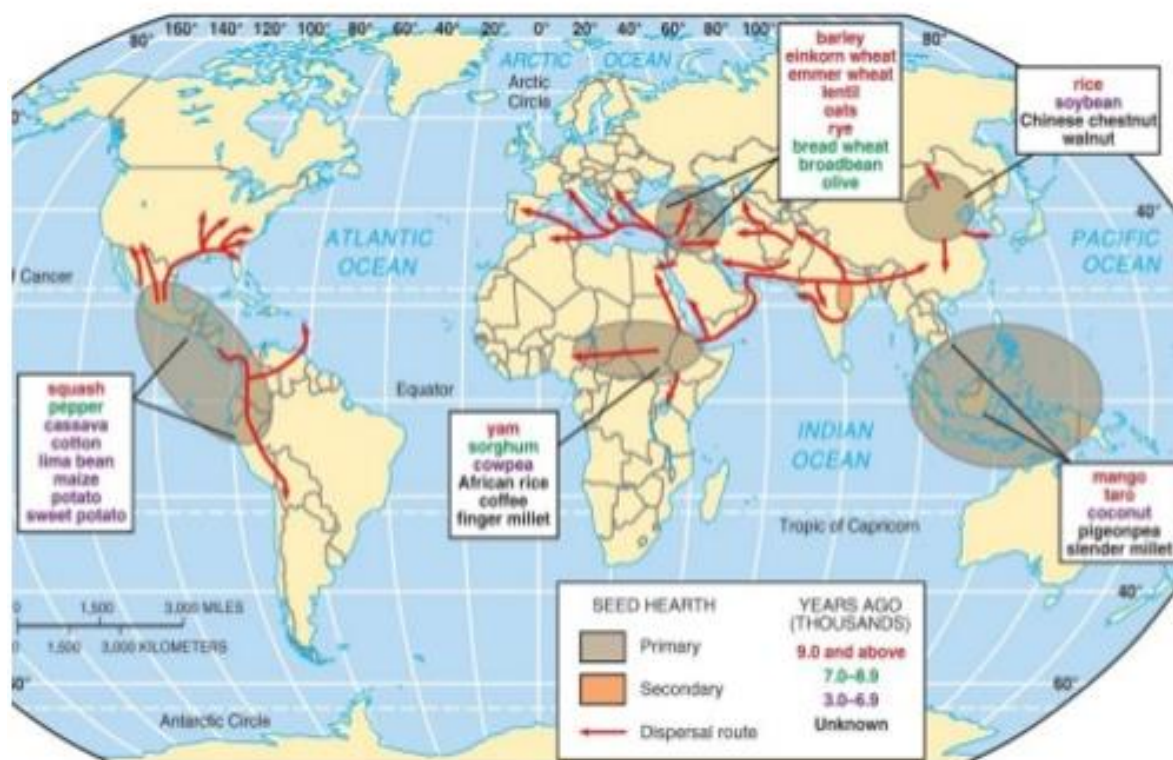 80° 160° 140° 120° 100° 80° 60° 40° 20° 0° 20° 40° 60° 80° 100° 80°
ARCTIC OCEAN
Arctic
Circle
barley
einkorn wheat
emmer wheat
lentil
oats
rye
bread wheat
broadbean
olive
rice
soybean
Chinese chestnut
walnut
40°
ATLANTIC
OCEAN
PACIFIC
OCEAN
Cancer
squash
pepper
cassava
cotton
lima bean
maize
potato
sweet potato
Equator
yam
sorghum
cowpea
African rice
coffee
finger millet
INDIAN
OCEAN
mango
taro
coconut
pigeonpea
slender millet
Tropic of Capricorn
40°
0 1,500 3,000 MILES
0 1,500 3,000 KILOMETERS
SEED HEARTH
Primary
Secondary
Dispersal route
YEARS AGO
(THOUSANDS)
9.0 and above
7.0–8.9
3.0–6.9
Unknown
60°
Antarctic Circle